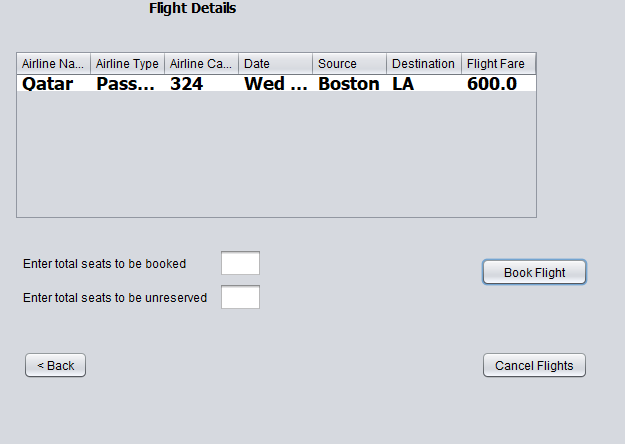 Flight Details
Airline Na... Airline Type Airline Ca... Date Source Destination Flight Fare
Qatar Pass... 324 Wed ... Boston LA 600.0
Enter total seats to be booked
Book Flight
Enter total seats to be unreserved
< Back Cancel Flights